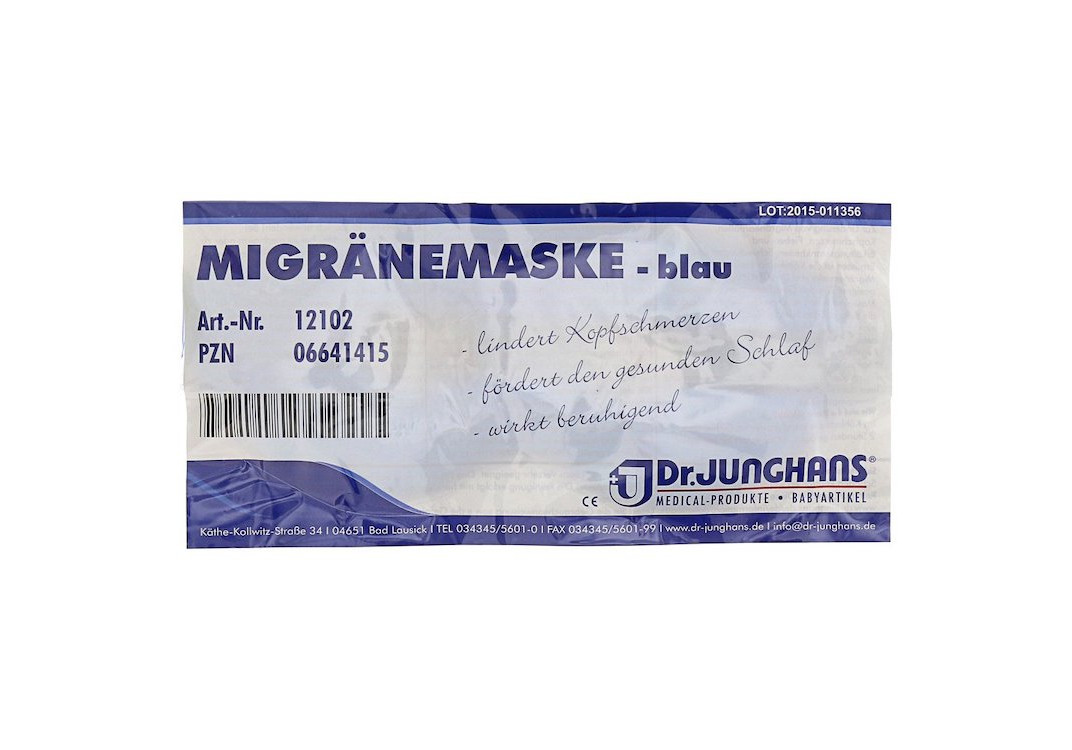 LOT:2015-011356
MIGRÄNEMASKE - blau
Art.-Nr. 12102
PZN 06641415
- lindert Kopfschmerzen
- fördert den gesunden Schlaf
- wirkt beruhigend
CE Dr.JUNGHANS®
MEDICAL-PRODUKTE • BABYARTIKEL
Käthe-Kollwitz-Straße 34 I 04651 Bad Lausick I TEL 034345/5601-0 I FAX 034345/5601-99 I www.dr-junghans.de I info@dr-junghans.de